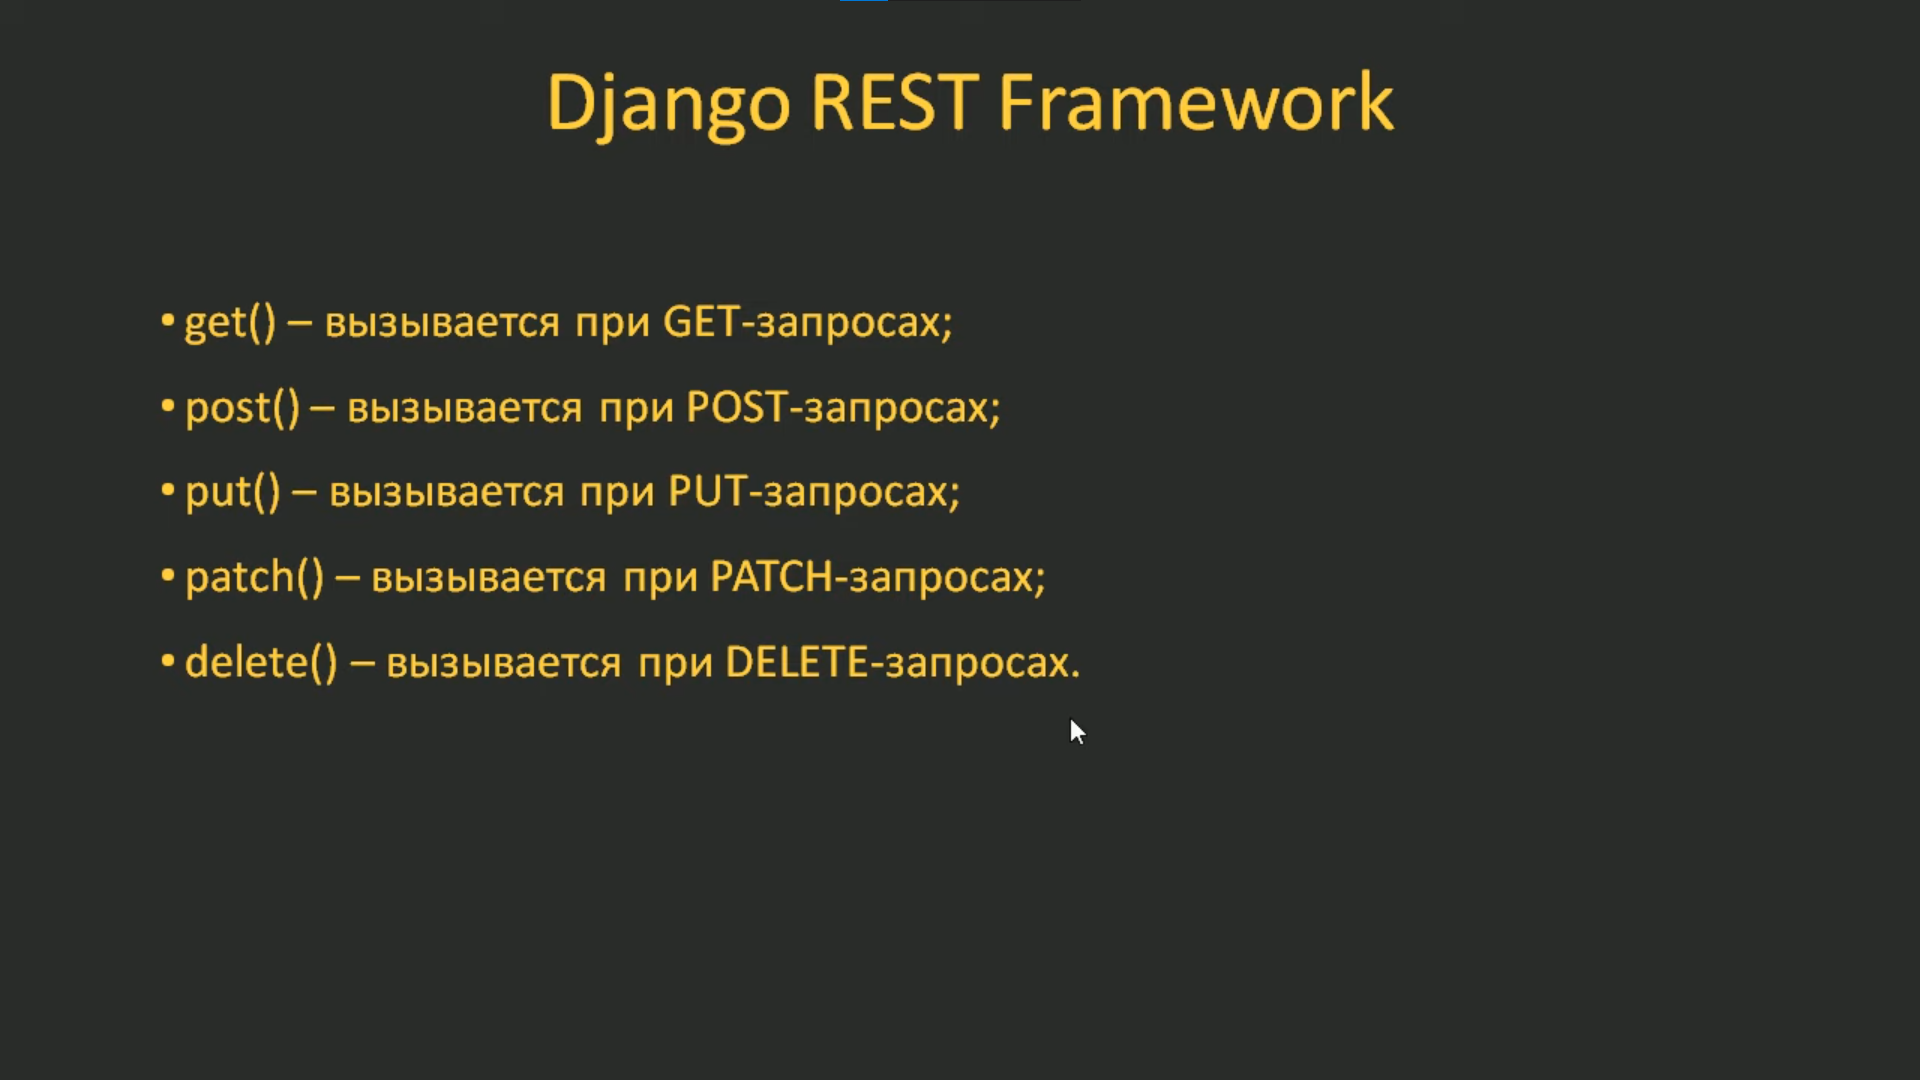 Django REST Framework
• get() – вызывается при GET-запросах;
• post() – вызывается при POST-запросах;
• put() – вызывается при PUT-запросах;
• patch() – вызывается при PATCH-запросах;
• delete() – вызывается при DELETE-запросах.